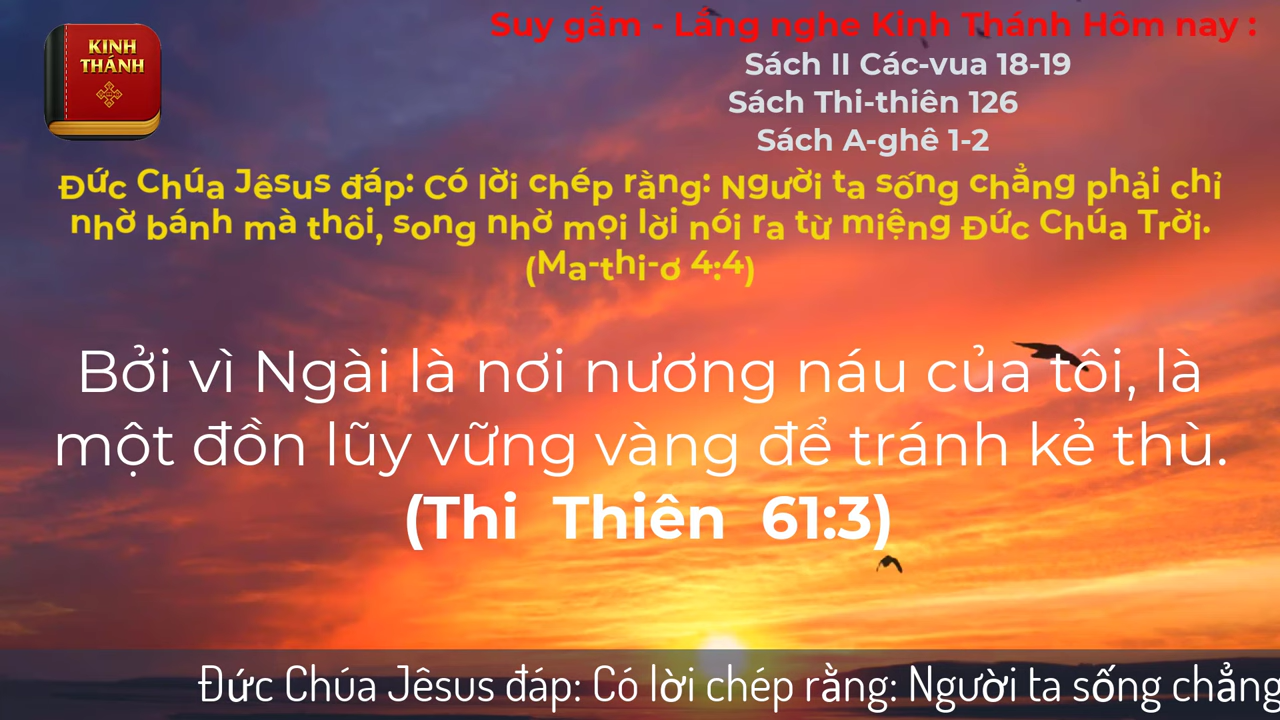 KINH
THÁNH
Suy gẫm - Lắng nghe Kinh Thánh Hôm nay :
Sách II Các-vua 18-19
Sách Thi-thiên 126
Sách A-ghê 1-2
Đức Chúa Jêsus đáp: Có lời chép rằng: Người ta sống chẳng phải chỉ
nhờ bánh mà thôi, song nhờ mọi lời nói ra từ miệng Đức Chúa Trời.
(Ma-thi-ơ 4:4)
Bởi vì Ngài là nơi nương náu của tôi, là
một đồn lũy vững vàng để tránh kẻ thù.
(Thi Thiên 61:3)
Đức Chúa Jêsus đáp: Có lời chép rằng: Người ta sống chẳng